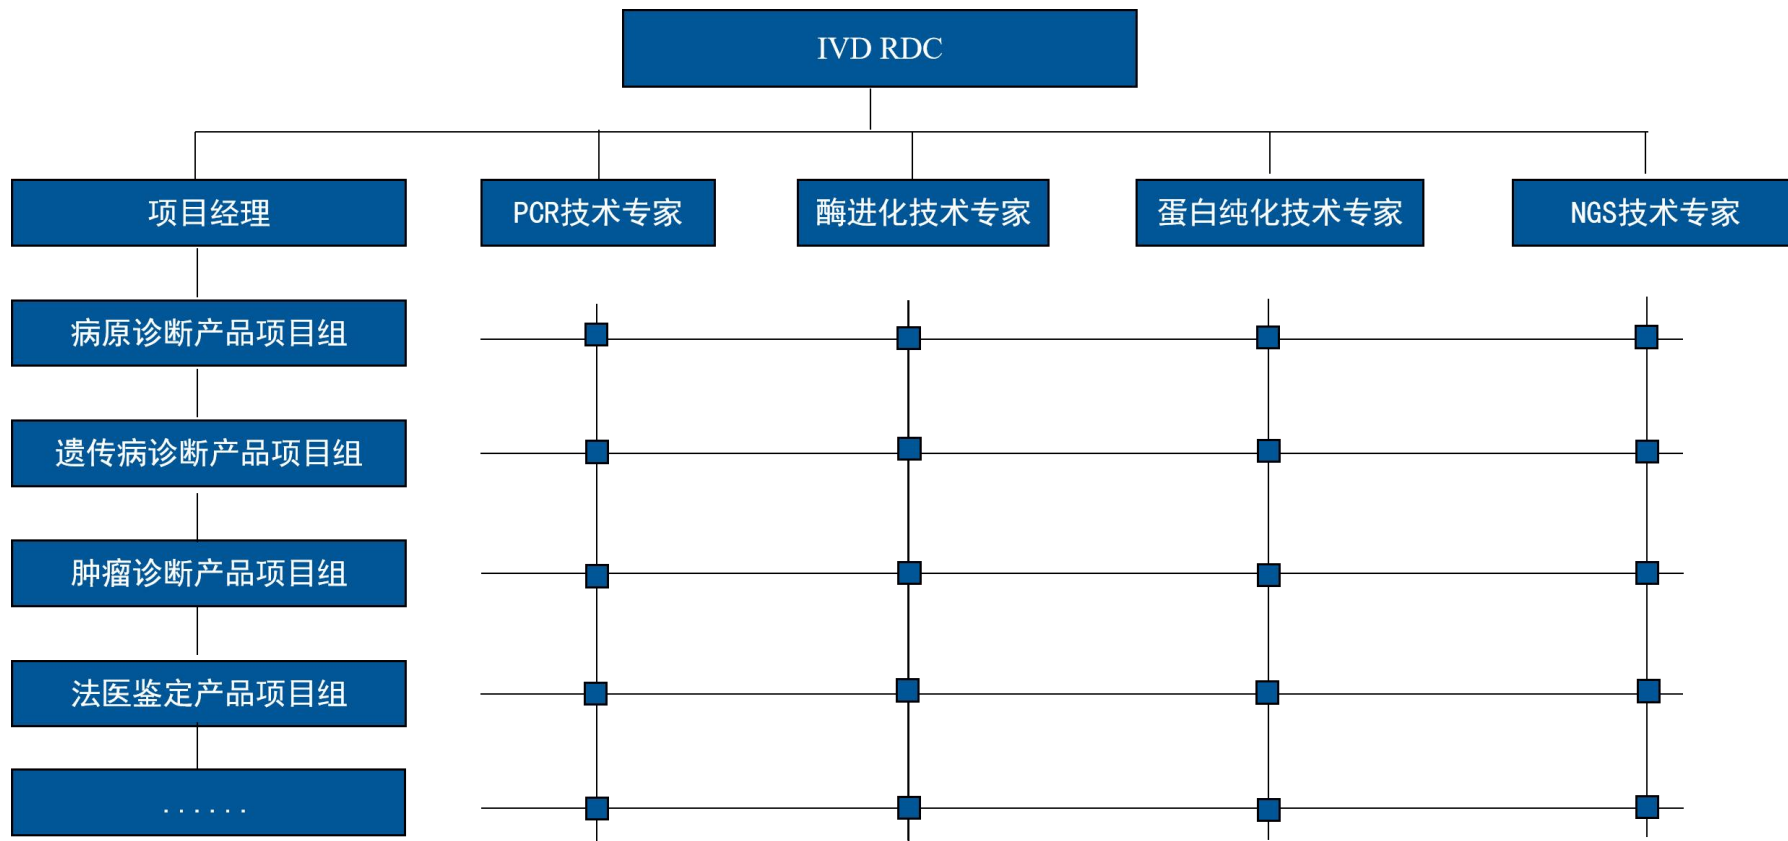 IVD RDC
项目经理
PCR技术专家
酶进化技术专家
蛋白纯化技术专家
NGS技术专家
病原诊断产品项目组
遗传病诊断产品项目组
肿瘤诊断产品项目组
法医鉴定产品项目组
......